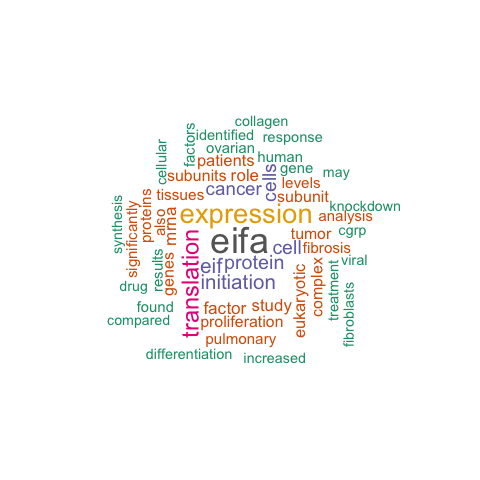 collagen
factors
identified
response
ovarian
cellular
patients
human
subunits
role
cells
gene
may
tissues
cancer
levels
subunit
knockdown
synthesis
significantly
proteins
also
mrna
expression
analysis
eifa
tumor
cgrp
translation
cell
fibrosis
results
genes
eif
protein
viral
drug
initiation
eukaryotic
complex
treatment
fibroblasts
found
factor
study
compared
proliferation
pulmonary
differentiation
increased